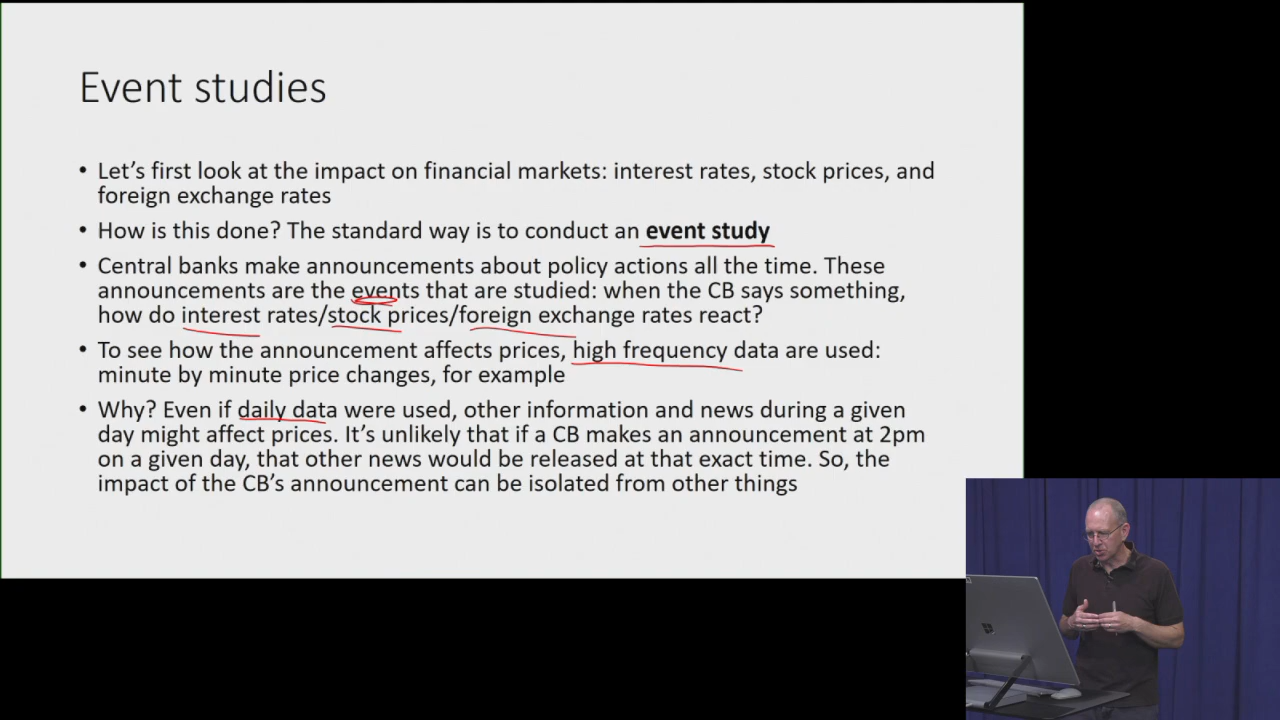 Event studies
• Let's first look at the impact on financial markets: interest rates, stock prices, and
foreign exchange rates
• How is this done? The standard way is to conduct an event study
• Central banks make announcements about policy actions all the time. These
announcements are the events that are studied: when the CB says something,
how do interest rates/stock prices/foreign exchange rates react?
• To see how the announcement affects prices, high frequency data are used:
minute by minute price changes, for example
• Why? Even if daily data were used, other information and news during a given
day might affect prices. It's unlikely that if a CB makes an announcement at 2pm
on a given day, that other news would be released at that exact time. So, the
impact of the CB's announcement can be isolated from other things